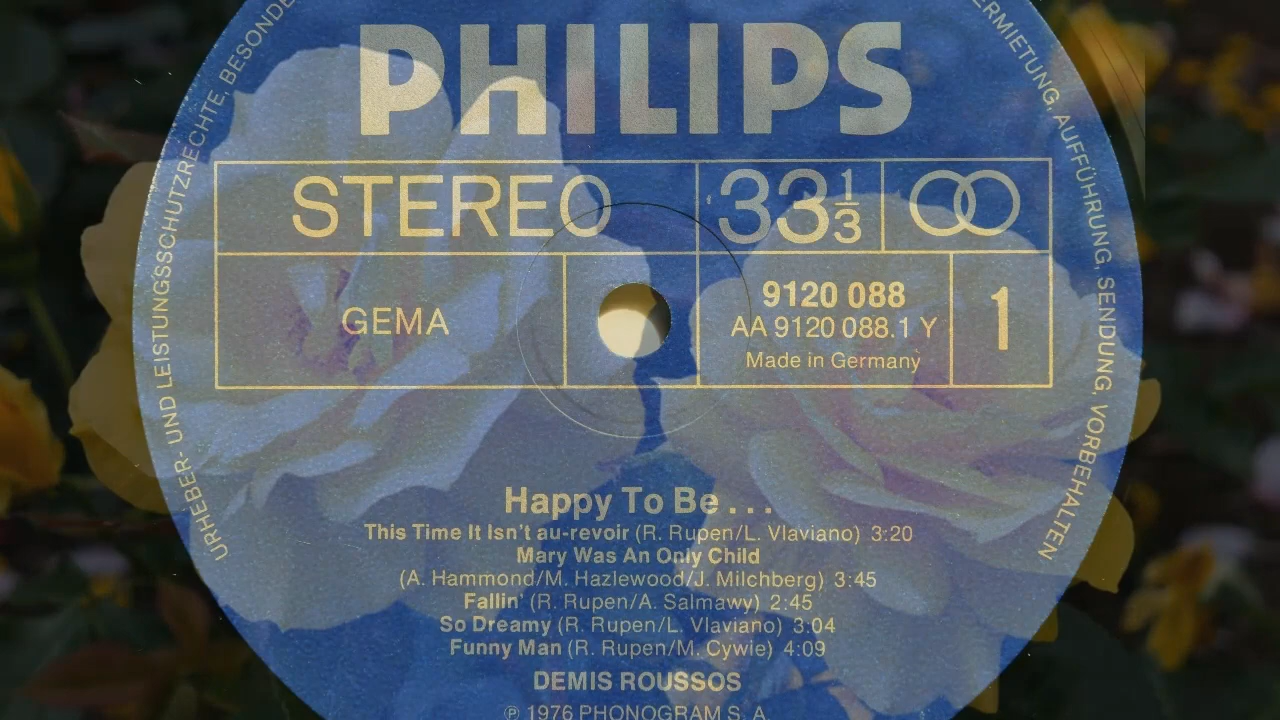 PHILIPS
STEREO
33 1/3
GEMA
9120 088
AA 9120 088.1 Y
Made in Germany
1
Happy To Be...
This Time It Isn't au-revoir (R. Rupen/L. Vlaviano) 3:20
Mary Was An Only Child
(A. Hammond/M. Hazlewood/J. Milchberg) 3:45
Fallin' (R. Rupen/A. Salmawy) 2:45
So Dreamy (R. Rupen/L. Vlaviano) 3:04
Funny Man (R. Rupen/M. Cywie) 4:09
DEMIS ROUSSOS
℗ 1976 PHONOGRAM S. A.
URHEBER- UND LEISTUNGSSCHUTZRECHTE, BESONDE
ERMIETUNG, AUFFÜHRUNG, SENDUNG, VORBEHALTEN